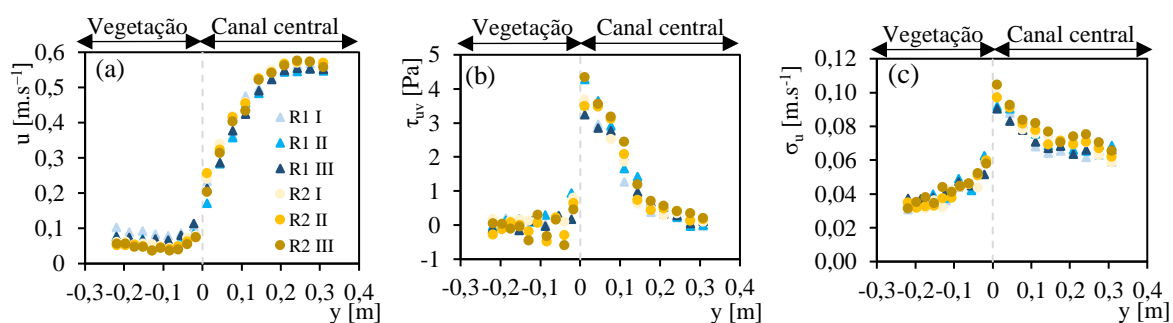 Vegetação Canal central
(a)
u [m.s⁻¹]
0,6
0,5
0,4
0,3
0,2
0,1
0
R1 I
R1 II
R1 III
R2 I
R2 II
R2 III
-0,3 -0,2 -0,1 0 0,1 0,2 0,3 0,4
y [m]
Vegetação Canal central
(b)
τuv [Pa]
5
4
3
2
1
0
-1
-0,3 -0,2 -0,1 0 0,1 0,2 0,3 0,4
y [m]
Vegetação Canal central
(c)
σu [m.s⁻¹]
0,12
0,10
0,08
0,06
0,04
0,02
0,00
-0,3 -0,2 -0,1 0 0,1 0,2 0,3 0,4
y [m]